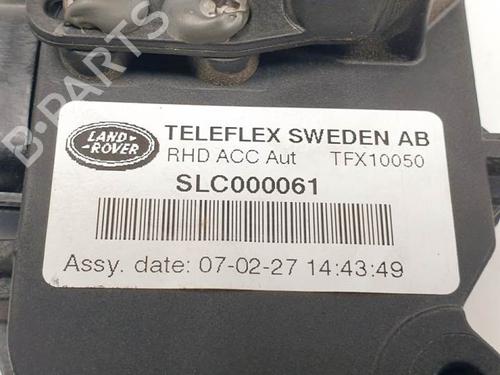 B-PARTS
LAND-
ROVER
TELEFLEX SWEDEN AB
RHD ACC Aut TFX10050
SLC000061
Assy. date: 07-02-27 14:43:49